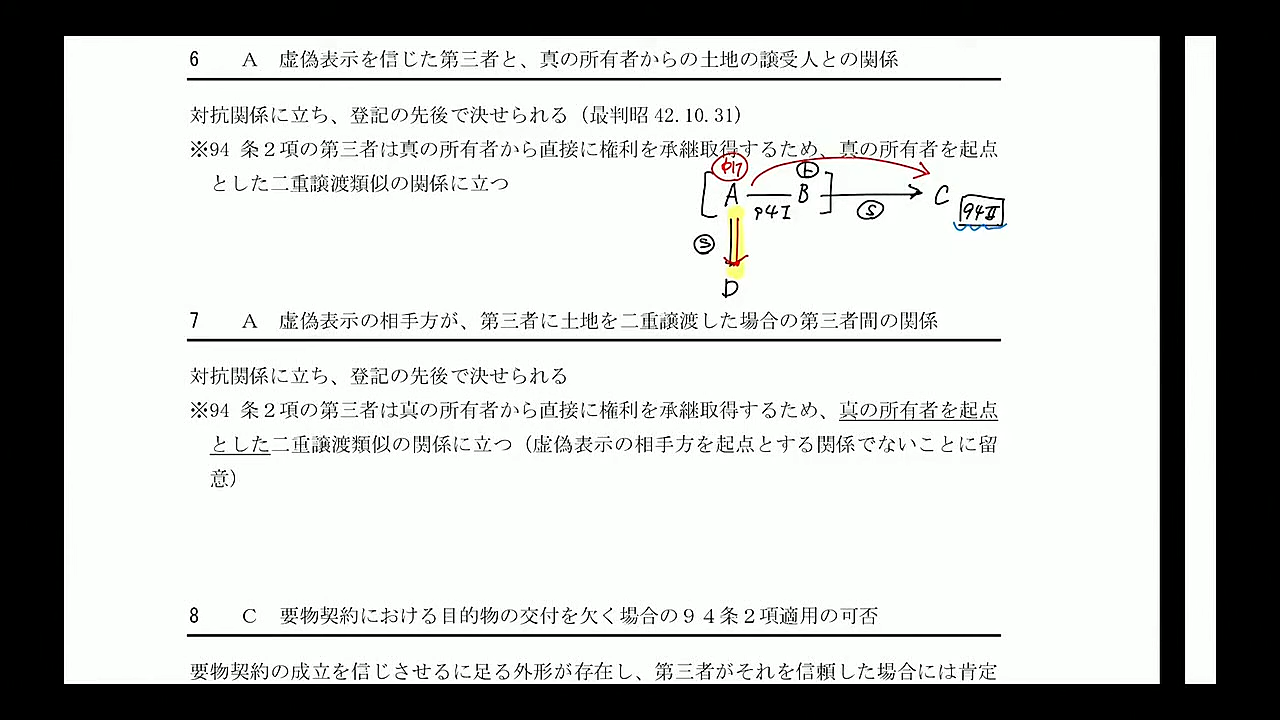 6 A 虚偽表示を信じた第三者と、真の所有者からの土地の譲受人との関係
対抗関係に立ち、登記の先後で決せられる（最判昭 42.10.31）
※94 条２項の第三者は真の所有者から直接に権利を承継取得するため、真の所有者を起点
とした二重譲渡類似の関係に立つ
A
B
C
94Ⅰ
94Ⅱ
S
S
D
7 A 虚偽表示の相手方が、第三者に土地を二重譲渡した場合の第三者間の関係
対抗関係に立ち、登記の先後で決せられる
※94 条２項の第三者は真の所有者から直接に権利を承継取得するため、真の所有者を起点
とした二重譲渡類似の関係に立つ（虚偽表示の相手方を起点とする関係でないことに留
意）
8 C 要物契約における目的物の交付を欠く場合の９４条２項適用の可否
要物契約の成立を信じさせるに足る外形が存在し、第三者がそれを信頼した場合には肯定